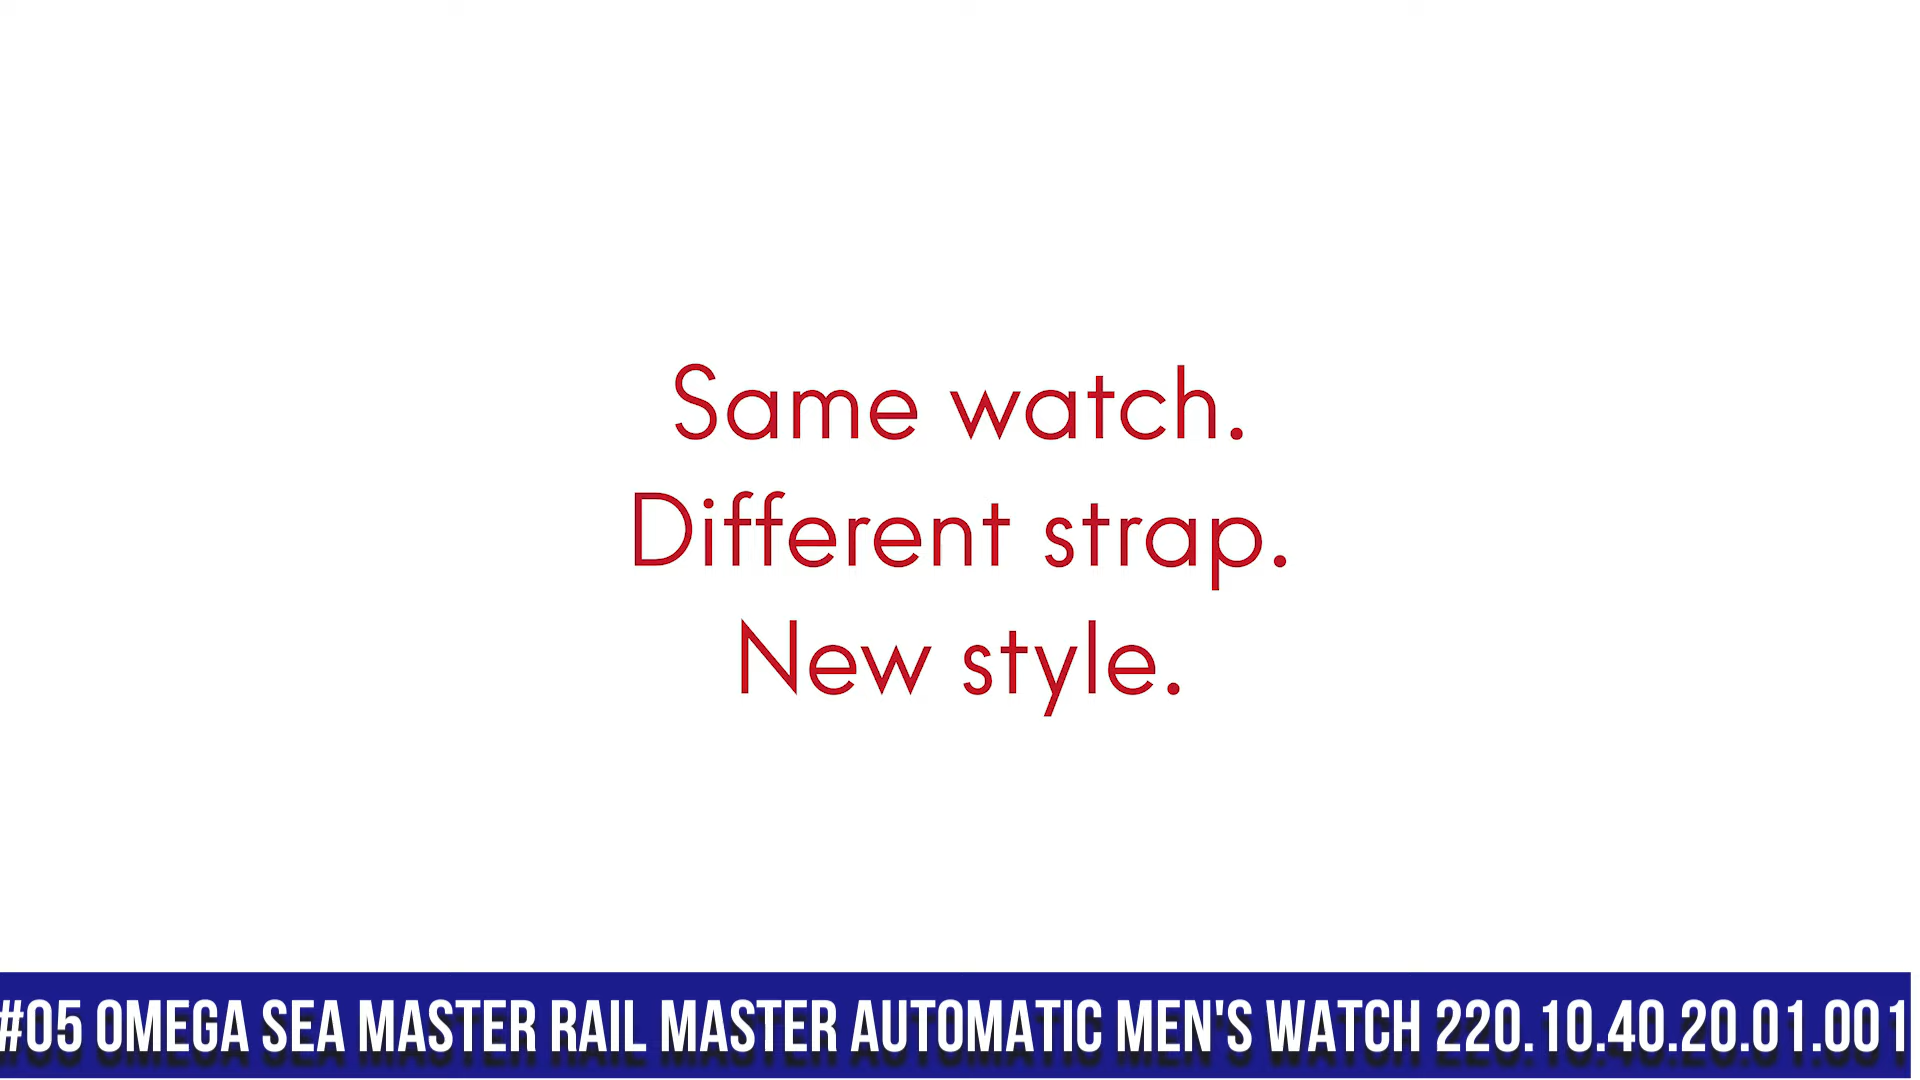 Same watch.
Different strap.
New style.
#05 OMEGA SEA MASTER RAIL MASTER AUTOMATIC MEN'S WATCH 220.10.40.20.01.001